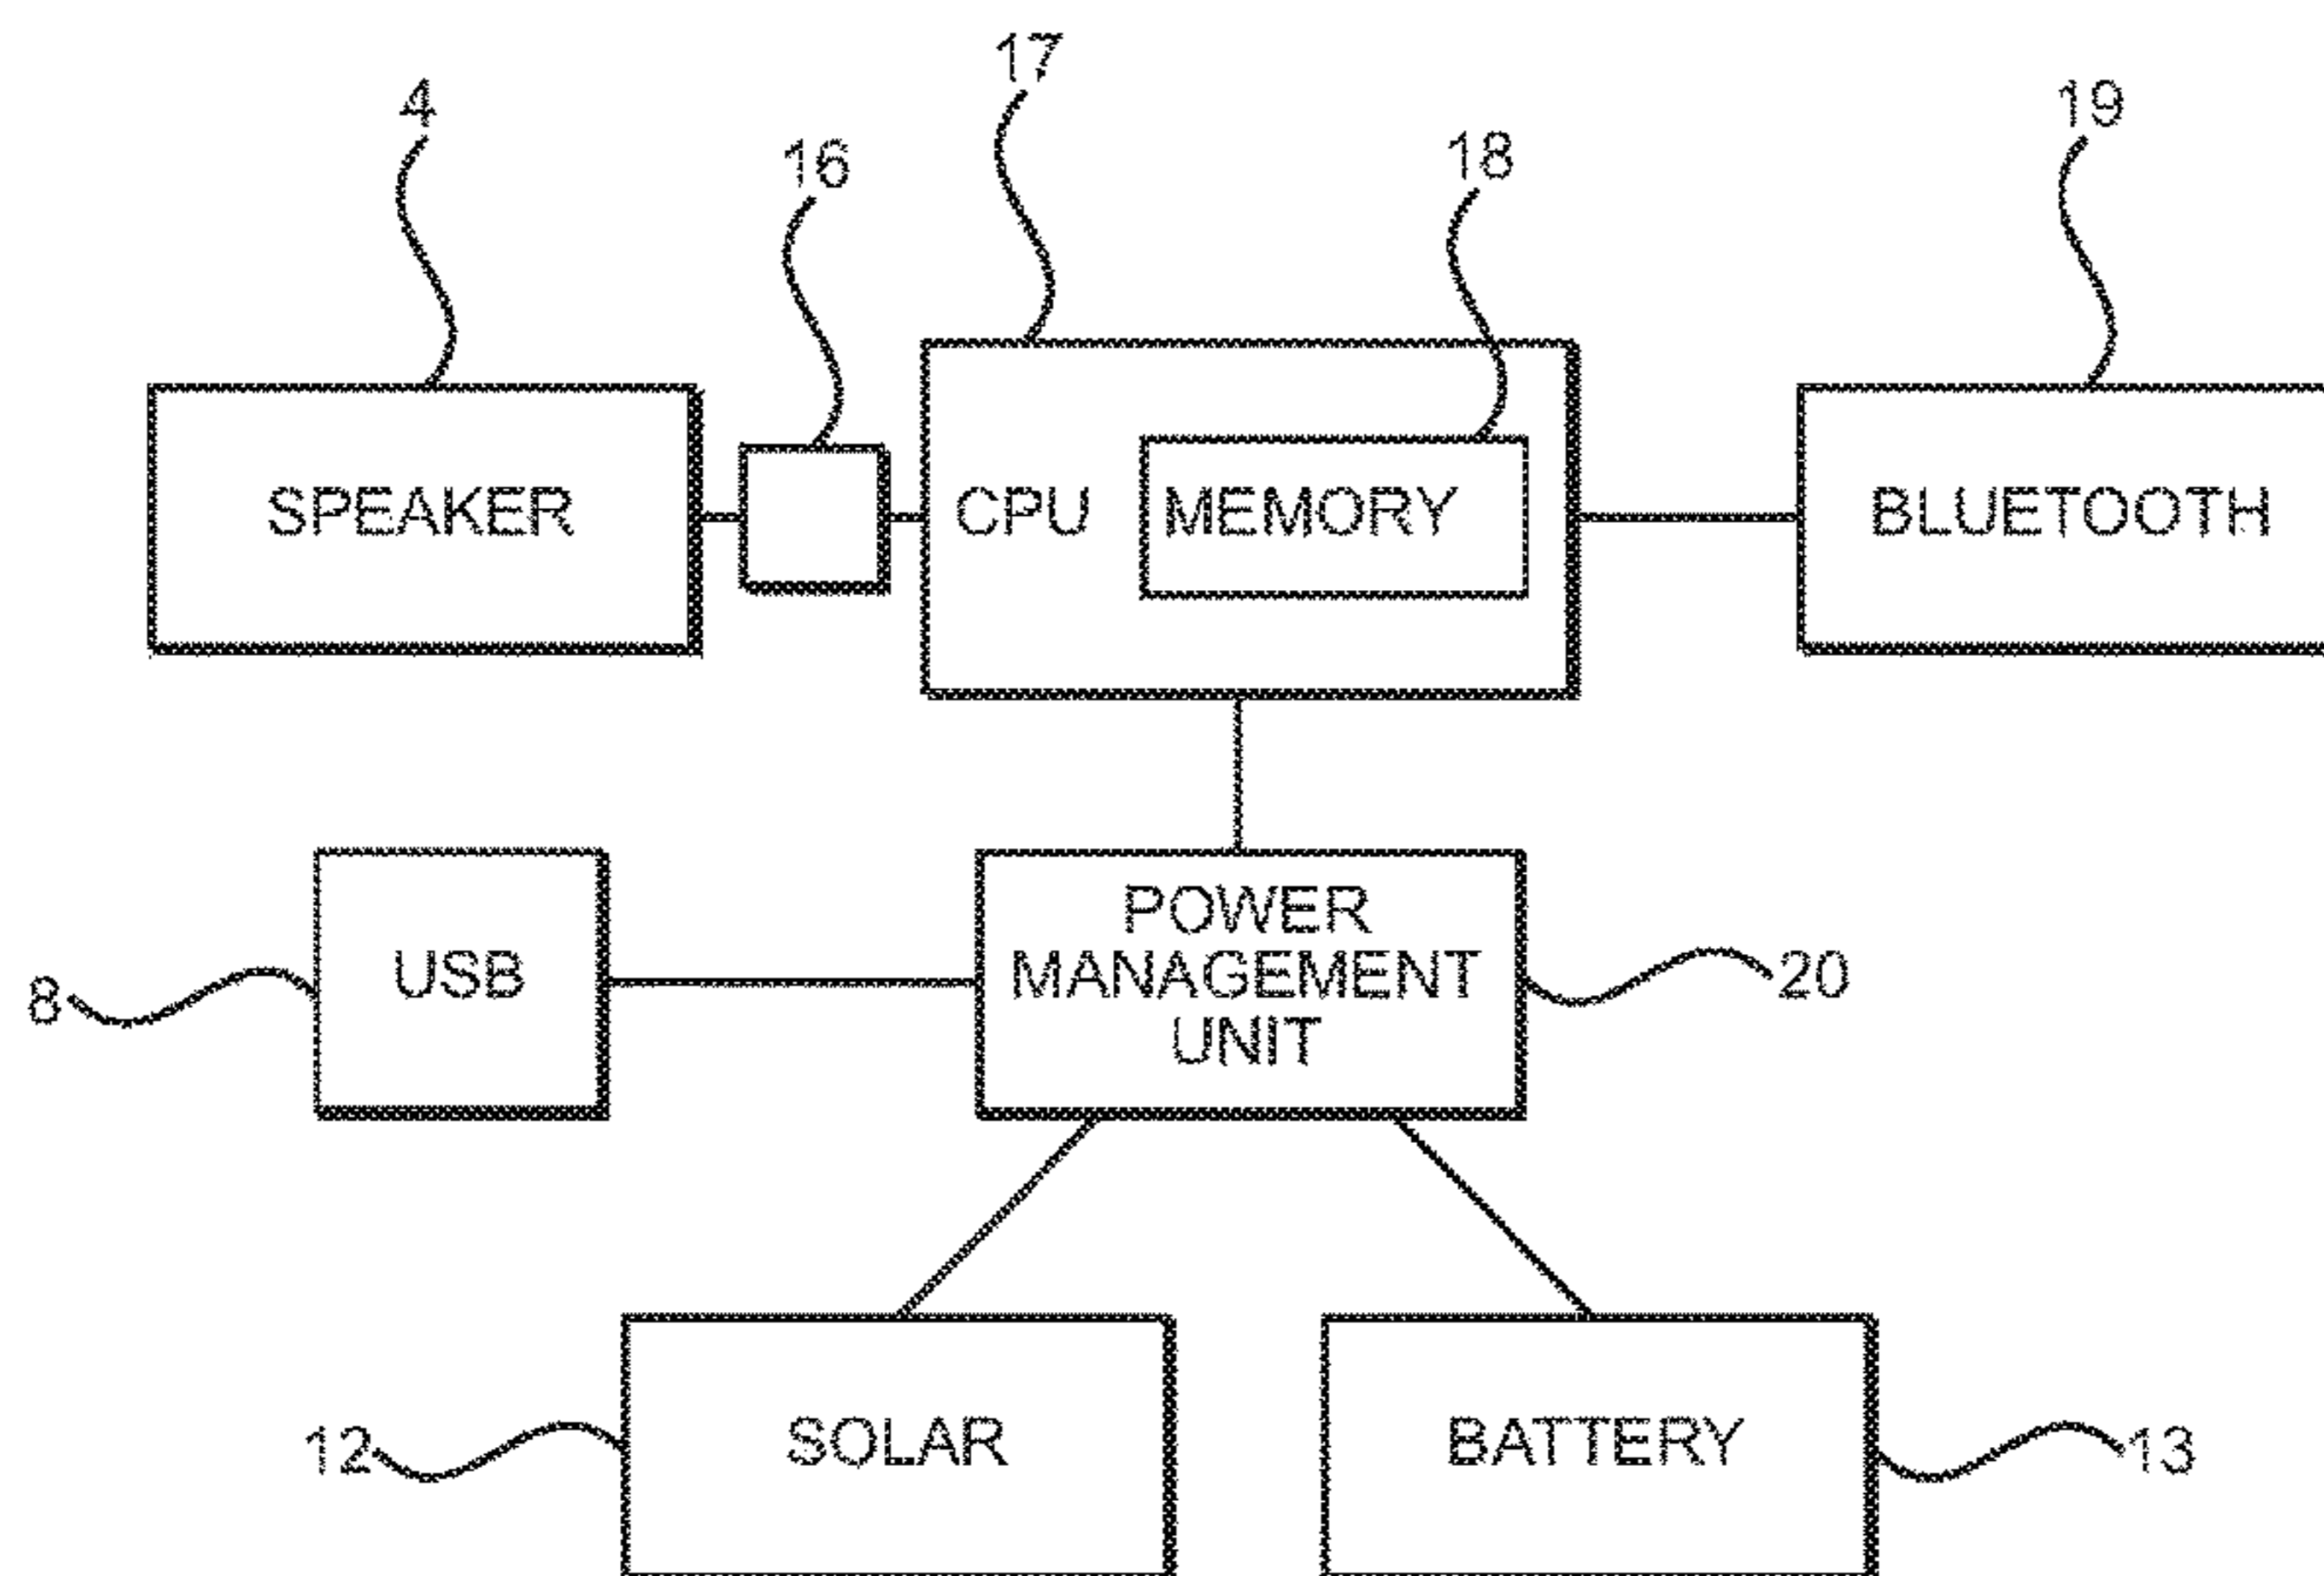 17
4
19
16
18
SPEAKER
CPU
MEMORY
BLUETOOTH
POWER
MANAGEMENT
UNIT
USB
8
20
SOLAR
BATTERY
12
13